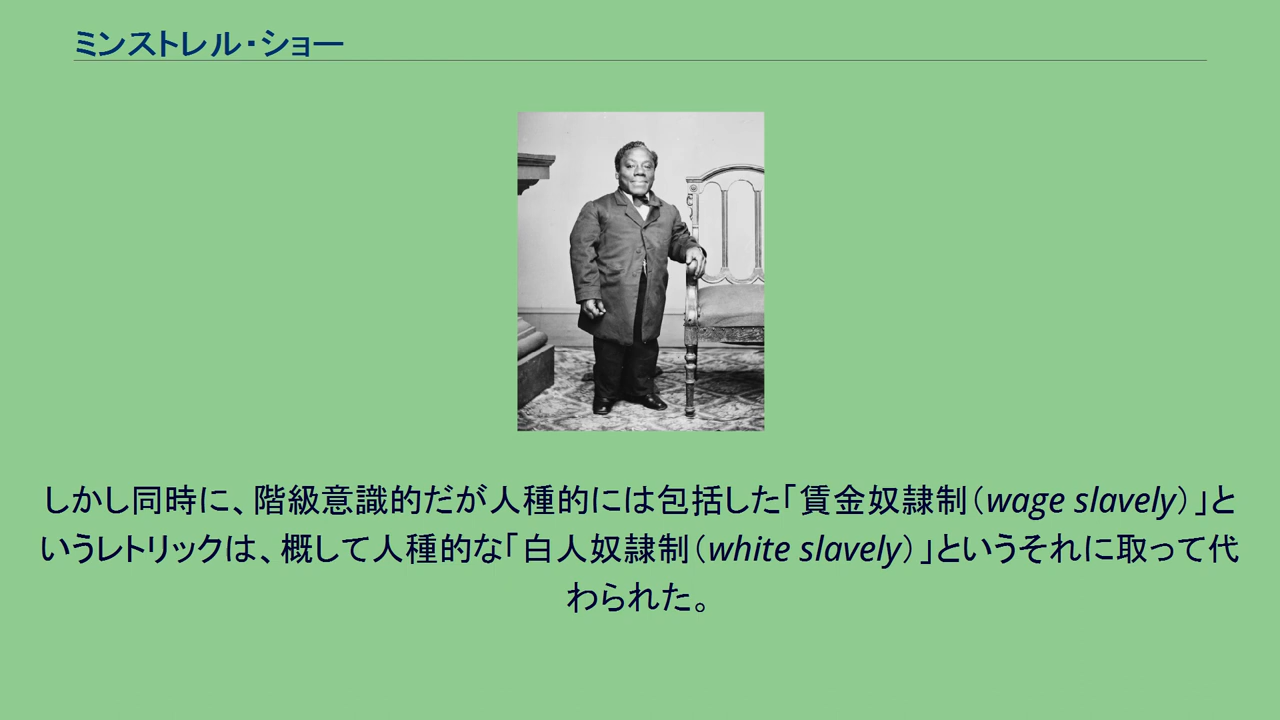 ミンストレル・ショー
しかし同時に、階級意識的だが人種的には包括した「賃金奴隷制（wage slavely）」と
いうレトリックは、概して人種的な「白人奴隷制（white slavely）」というそれに取って代
わられた。